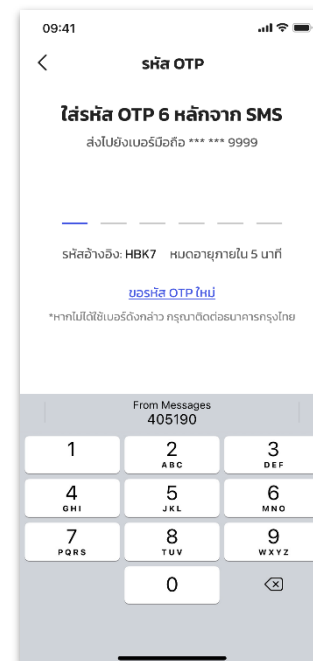 09:41
รหัส OTP
ใส่รหัส OTP 6 หลักจาก SMS
ส่งไปยังเบอร์มือถือ *** *** 9999
รหัสอ้างอิง: HBK7 หมดอายุภายใน 5 นาที
ขอรหัส OTP ใหม่
*หากไม่ได้ใช้เบอร์ดังกล่าว กรุณาติดต่อธนาคารกรุงไทย
From Messages
405190
1 2 3
ABC DEF
4 5 6
GHI JKL MNO
7 8 9
PQRS TUV WXYZ
0